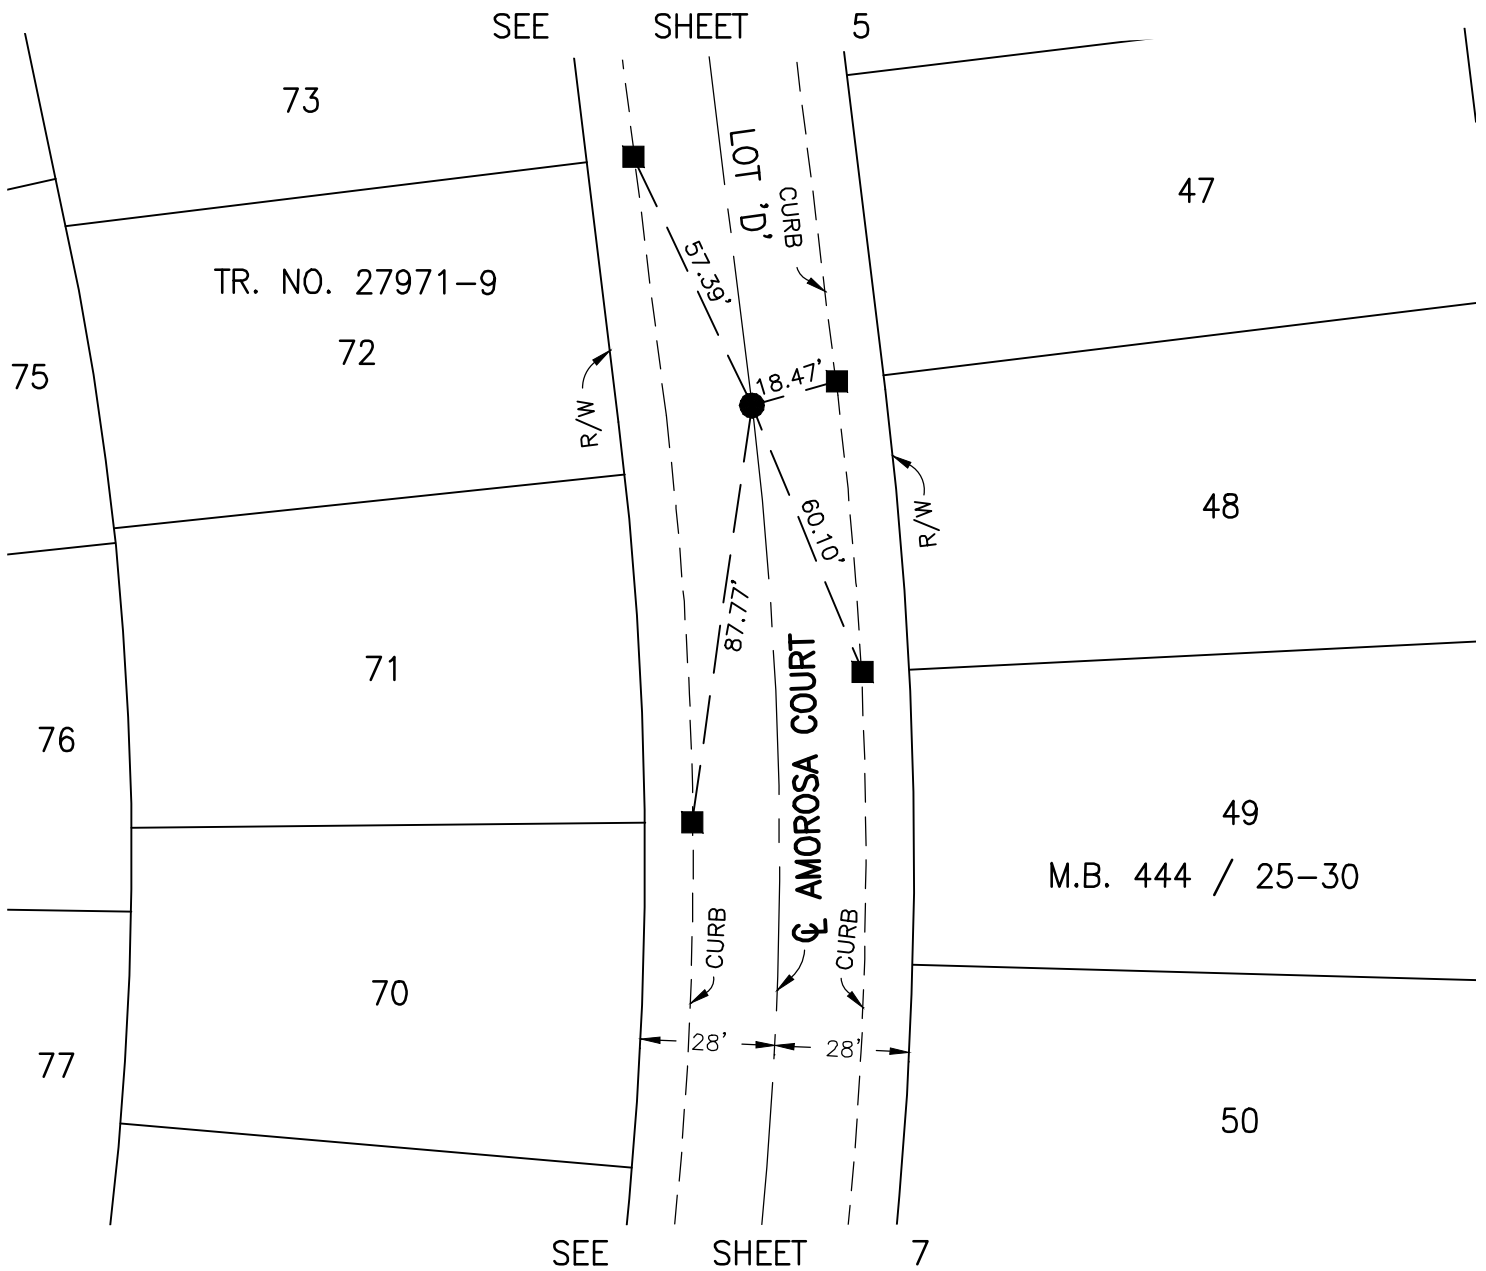 SEE SHEET 5
73
LOT 'D'
CURB
47
57.39'
TR. NO. 27971-9
72
75
18.47'
R/W
R/W
48
60.10'
87.77'
71
76
℄ AMOROSA COURT
49
M.B. 444 / 25-30
CURB
CURB
70
28'
28'
77
50
SEE SHEET 7